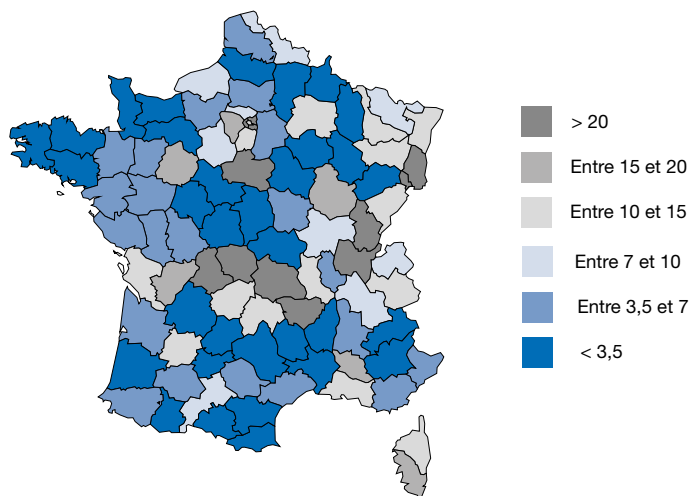 > 20
Entre 15 et 20
Entre 10 et 15
Entre 7 et 10
Entre 3,5 et 7
< 3,5